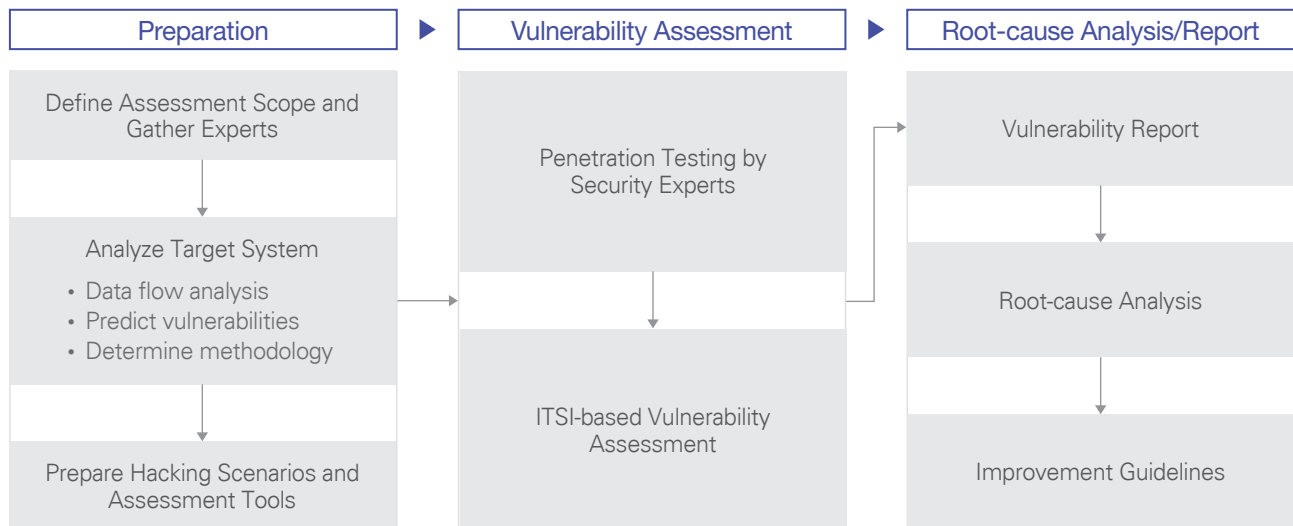 Preparation
Vulnerability Assessment
Root-cause Analysis/Report
Define Assessment Scope and
Gather Experts
Analyze Target System
• Data flow analysis
• Predict vulnerabilities
• Determine methodology
Prepare Hacking Scenarios and
Assessment Tools
Penetration Testing by
Security Experts
ITSI-based Vulnerability
Assessment
Vulnerability Report
Root-cause Analysis
Improvement Guidelines